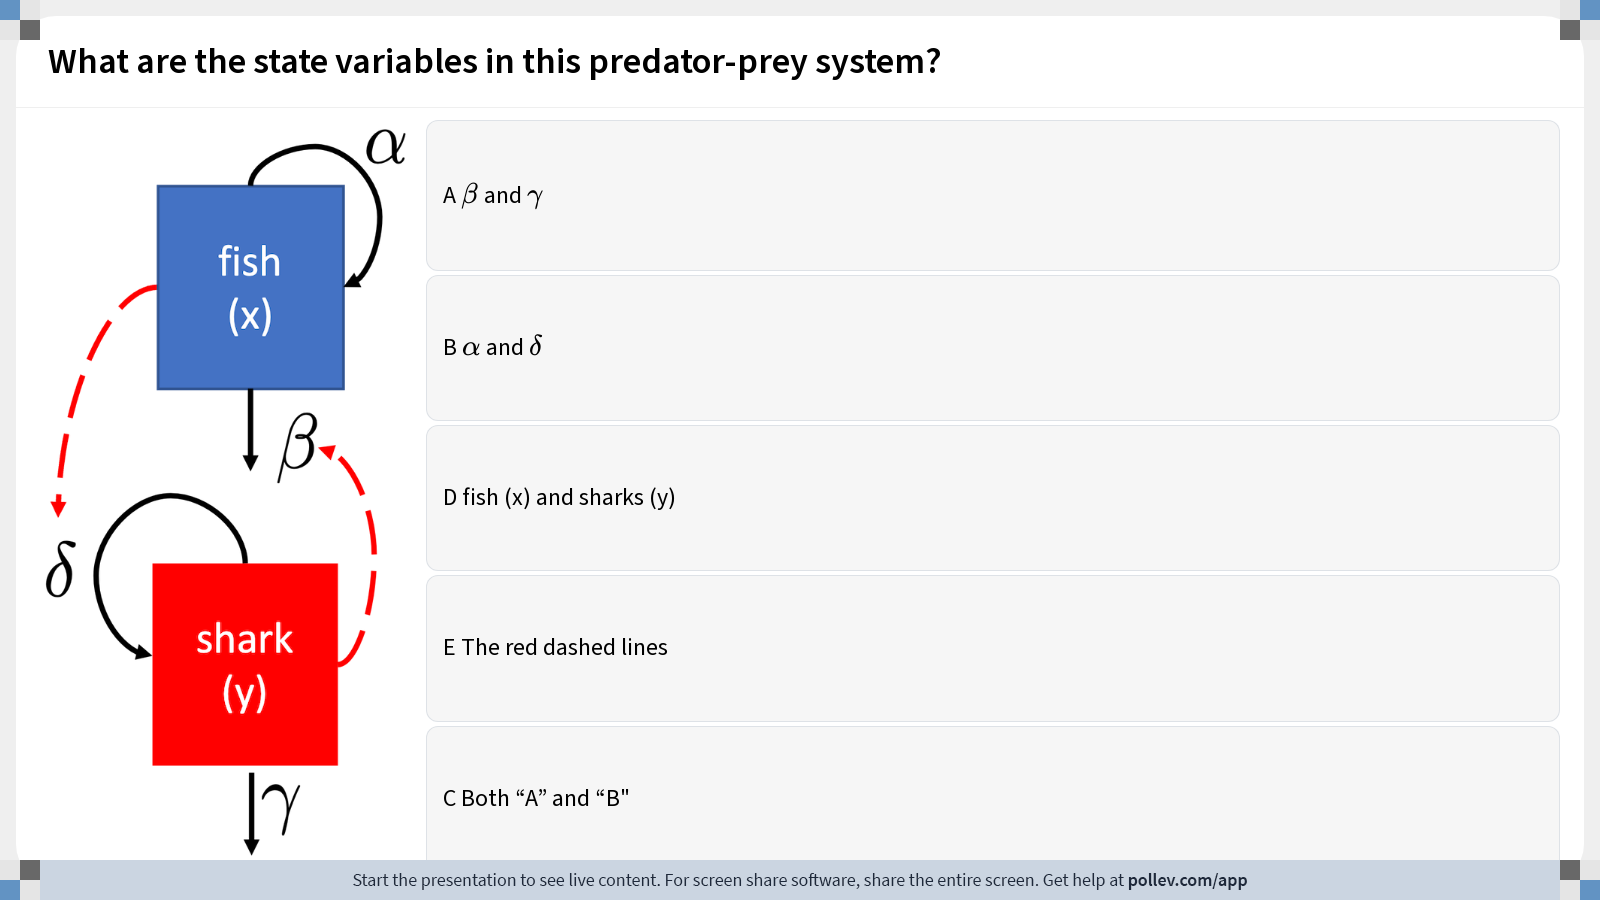 What are the state variables in this predator-prey system?
α
fish
(x)
β
δ
shark
(y)
γ
A β and γ
B α and δ
D fish (x) and sharks (y)
E The red dashed lines
C Both “A” and “B"
Start the presentation to see live content. For screen share software, share the entire screen. Get help at pollev.com/app